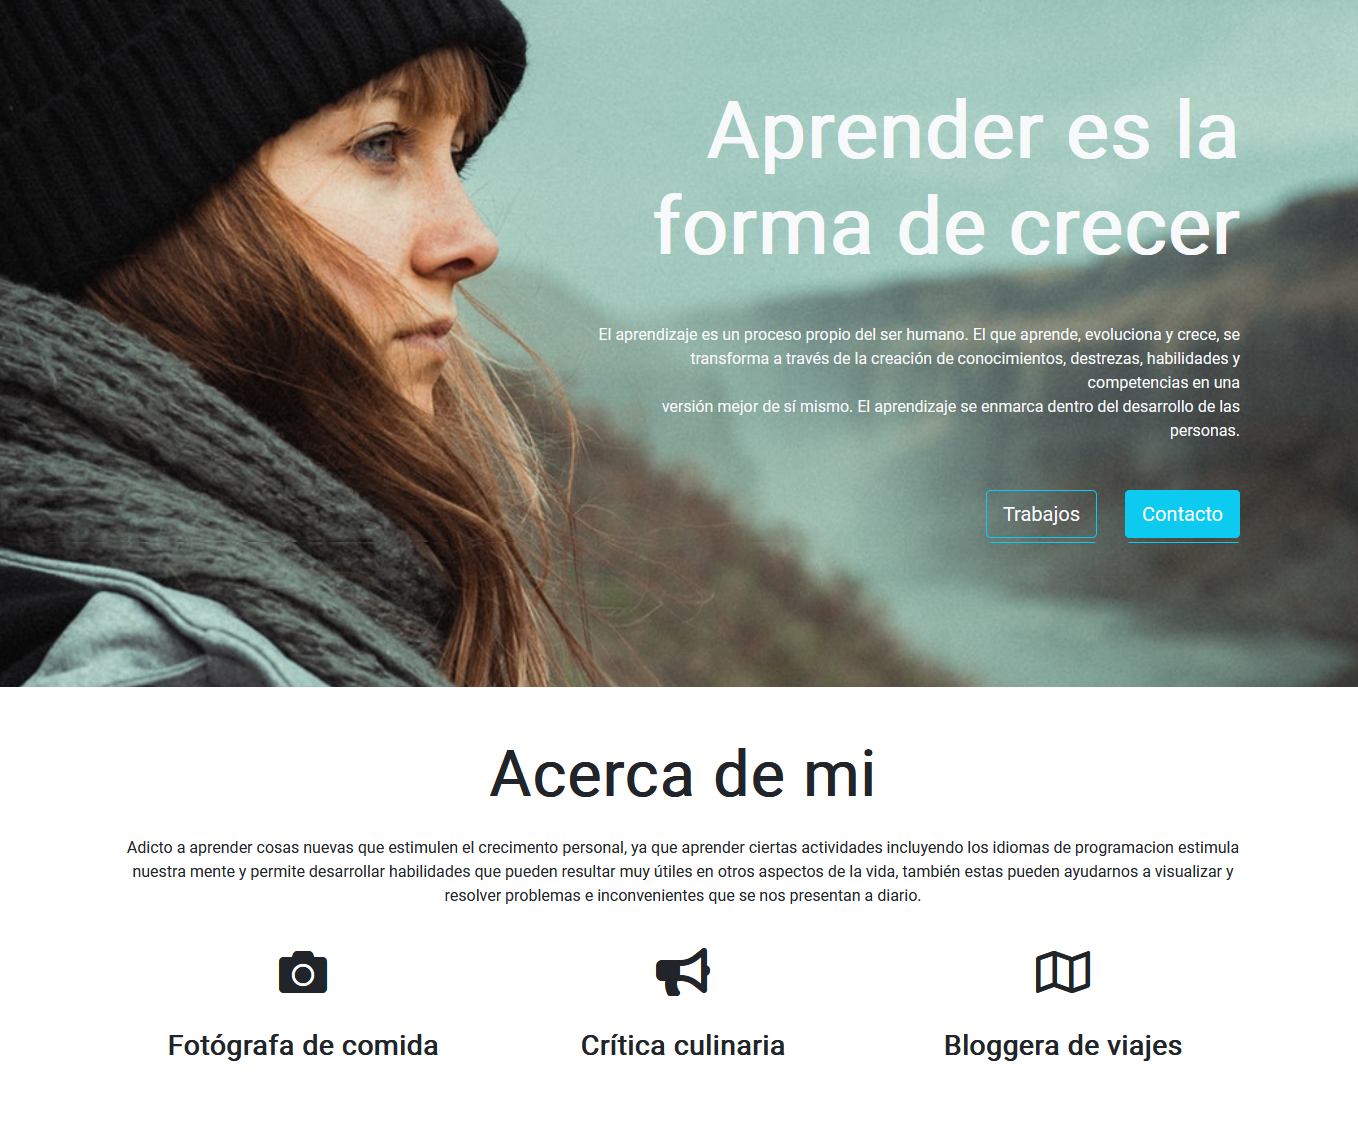 Aprender es la
forma de crecer
El aprendizaje es un proceso propio del ser humano. El que aprende, evoluciona y crece, se
transforma a través de la creación de conocimientos, destrezas, habilidades y
competencias en una
versión mejor de sí mismo. El aprendizaje se enmarca dentro del desarrollo de las
personas.
Trabajos
Contacto
Acerca de mi
Adicto a aprender cosas nuevas que estimulen el crecimento personal, ya que aprender ciertas actividades incluyendo los idiomas de programacion estimula
nuestra mente y permite desarrollar habilidades que pueden resultar muy útiles en otros aspectos de la vida, también estas pueden ayudarnos a visualizar y
resolver problemas e inconvenientes que se nos presentan a diario.
Fotógrafa de comida
Crítica culinaria
Bloggera de viajes